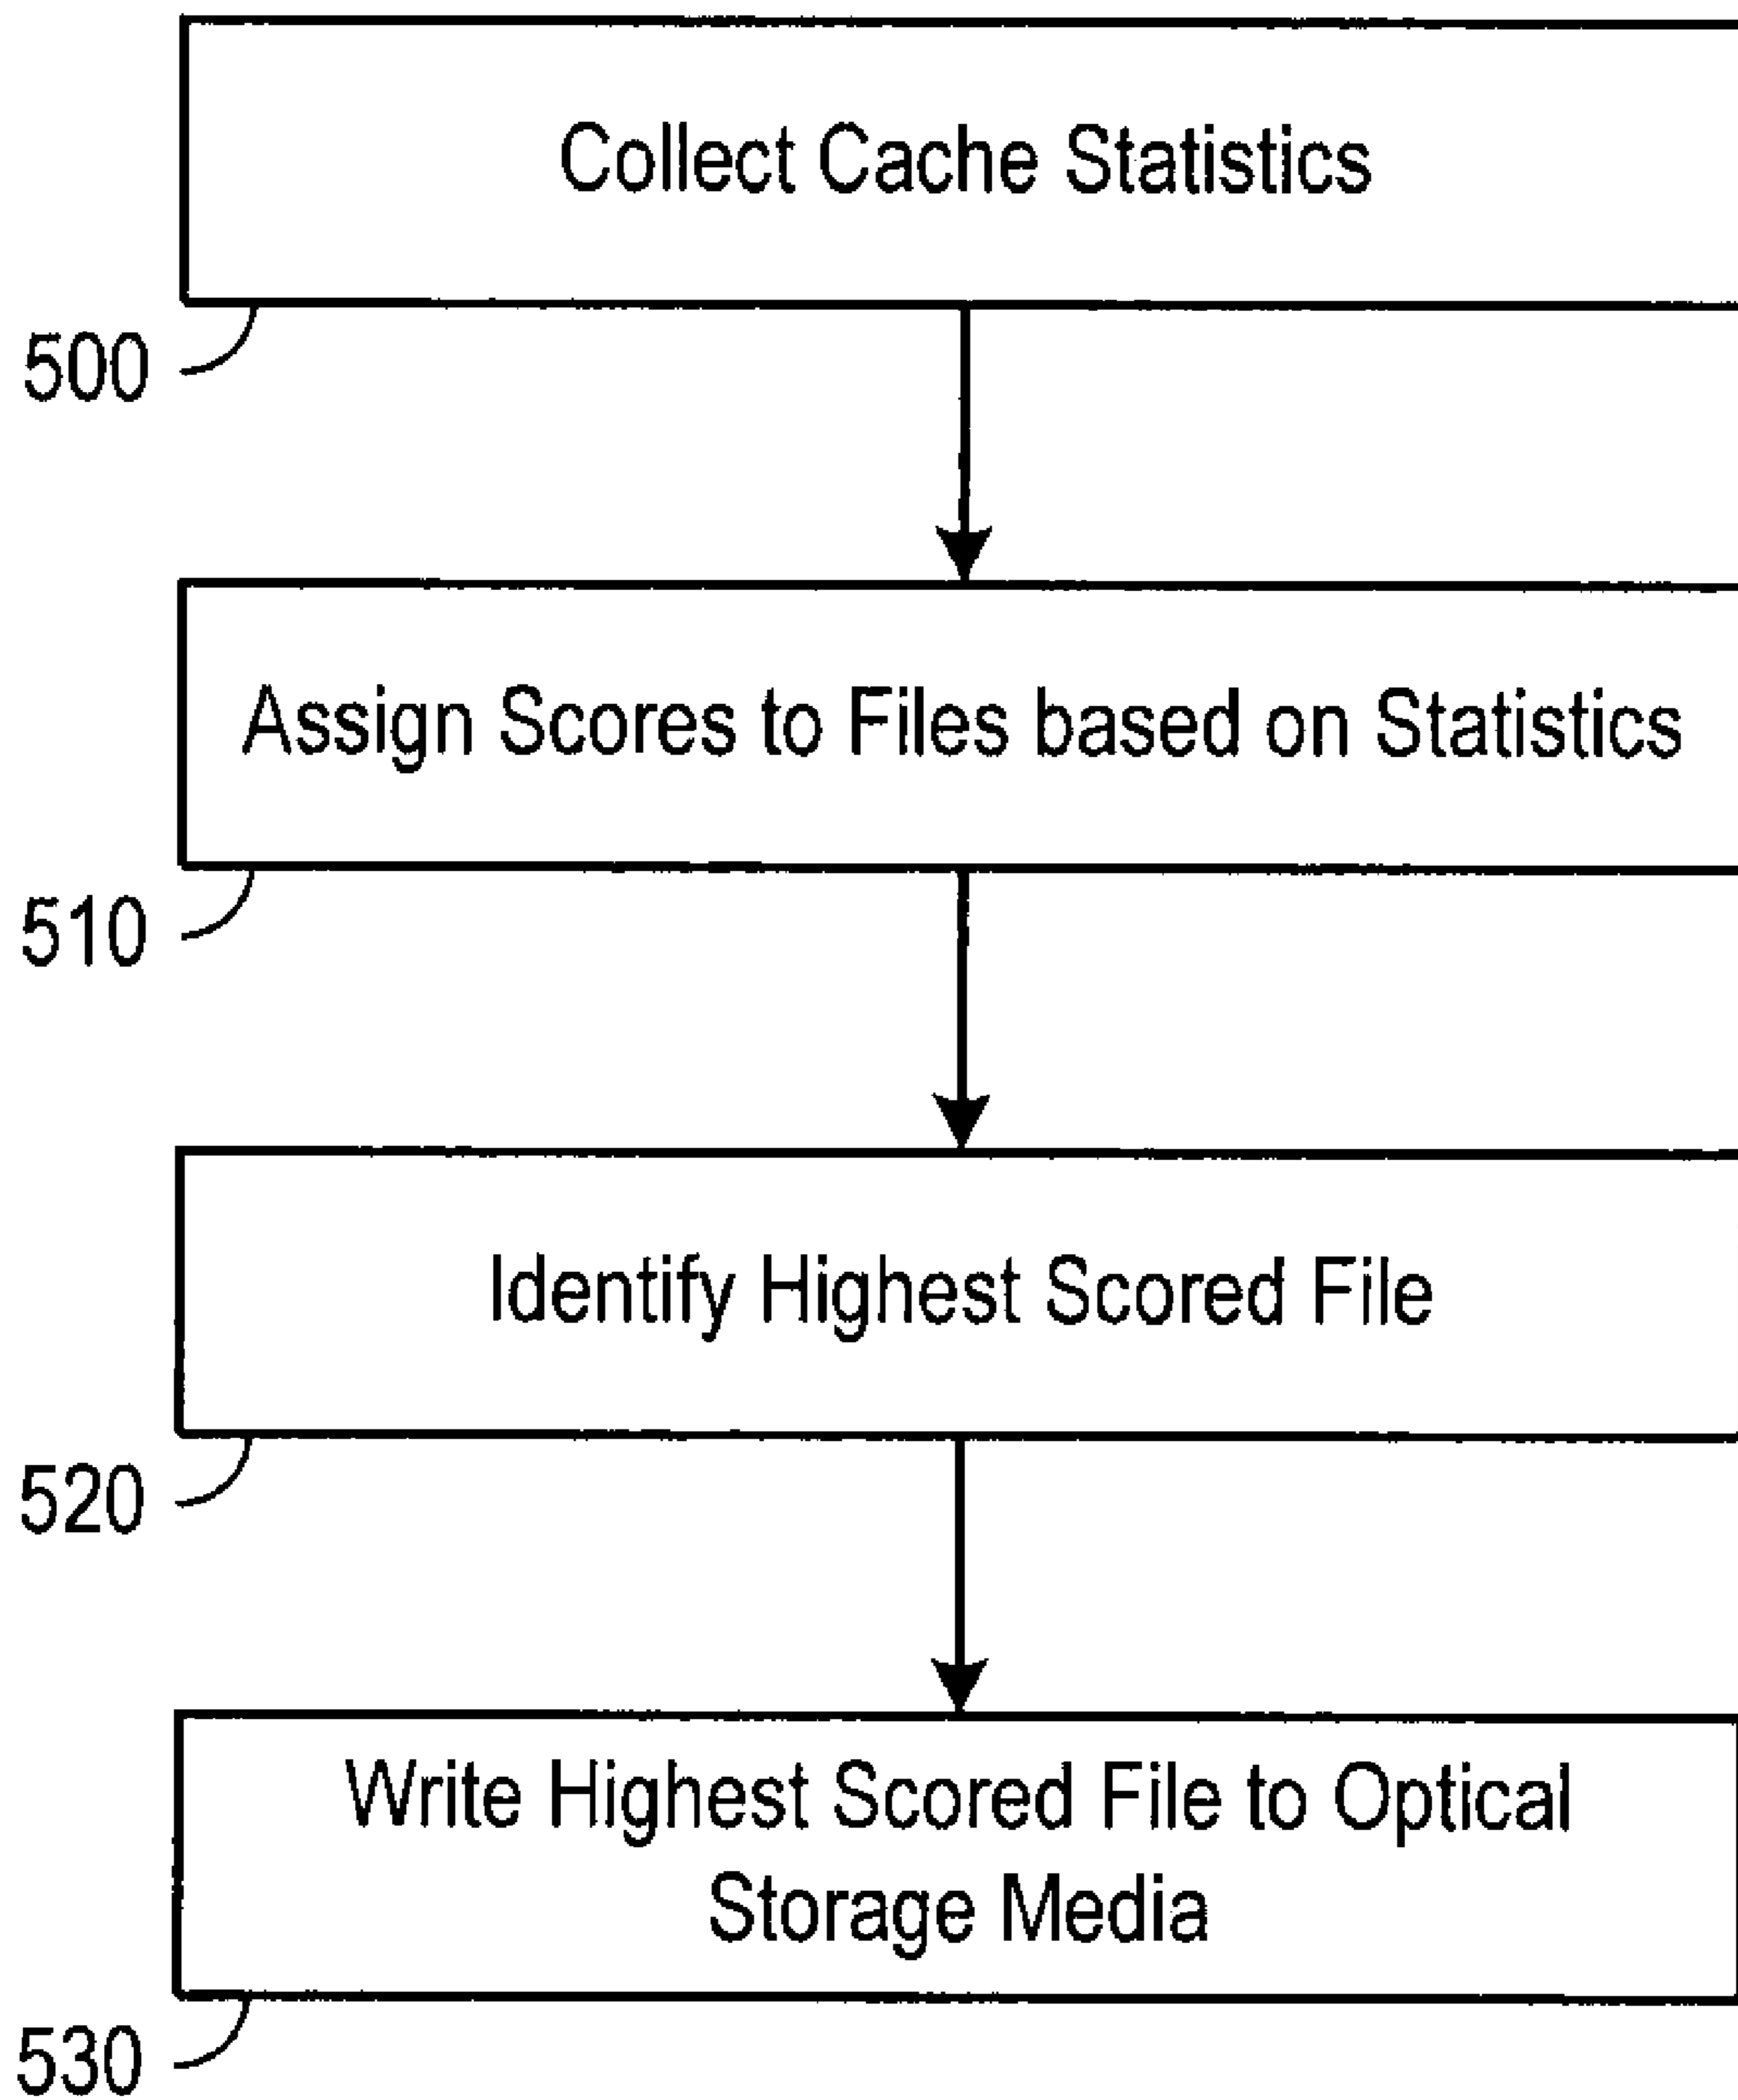 Collect Cache Statistics
500
Assign Scores to Files based on Statistics
510
Identify Highest Scored File
520
Write Highest Scored File to Optical
Storage Media
530